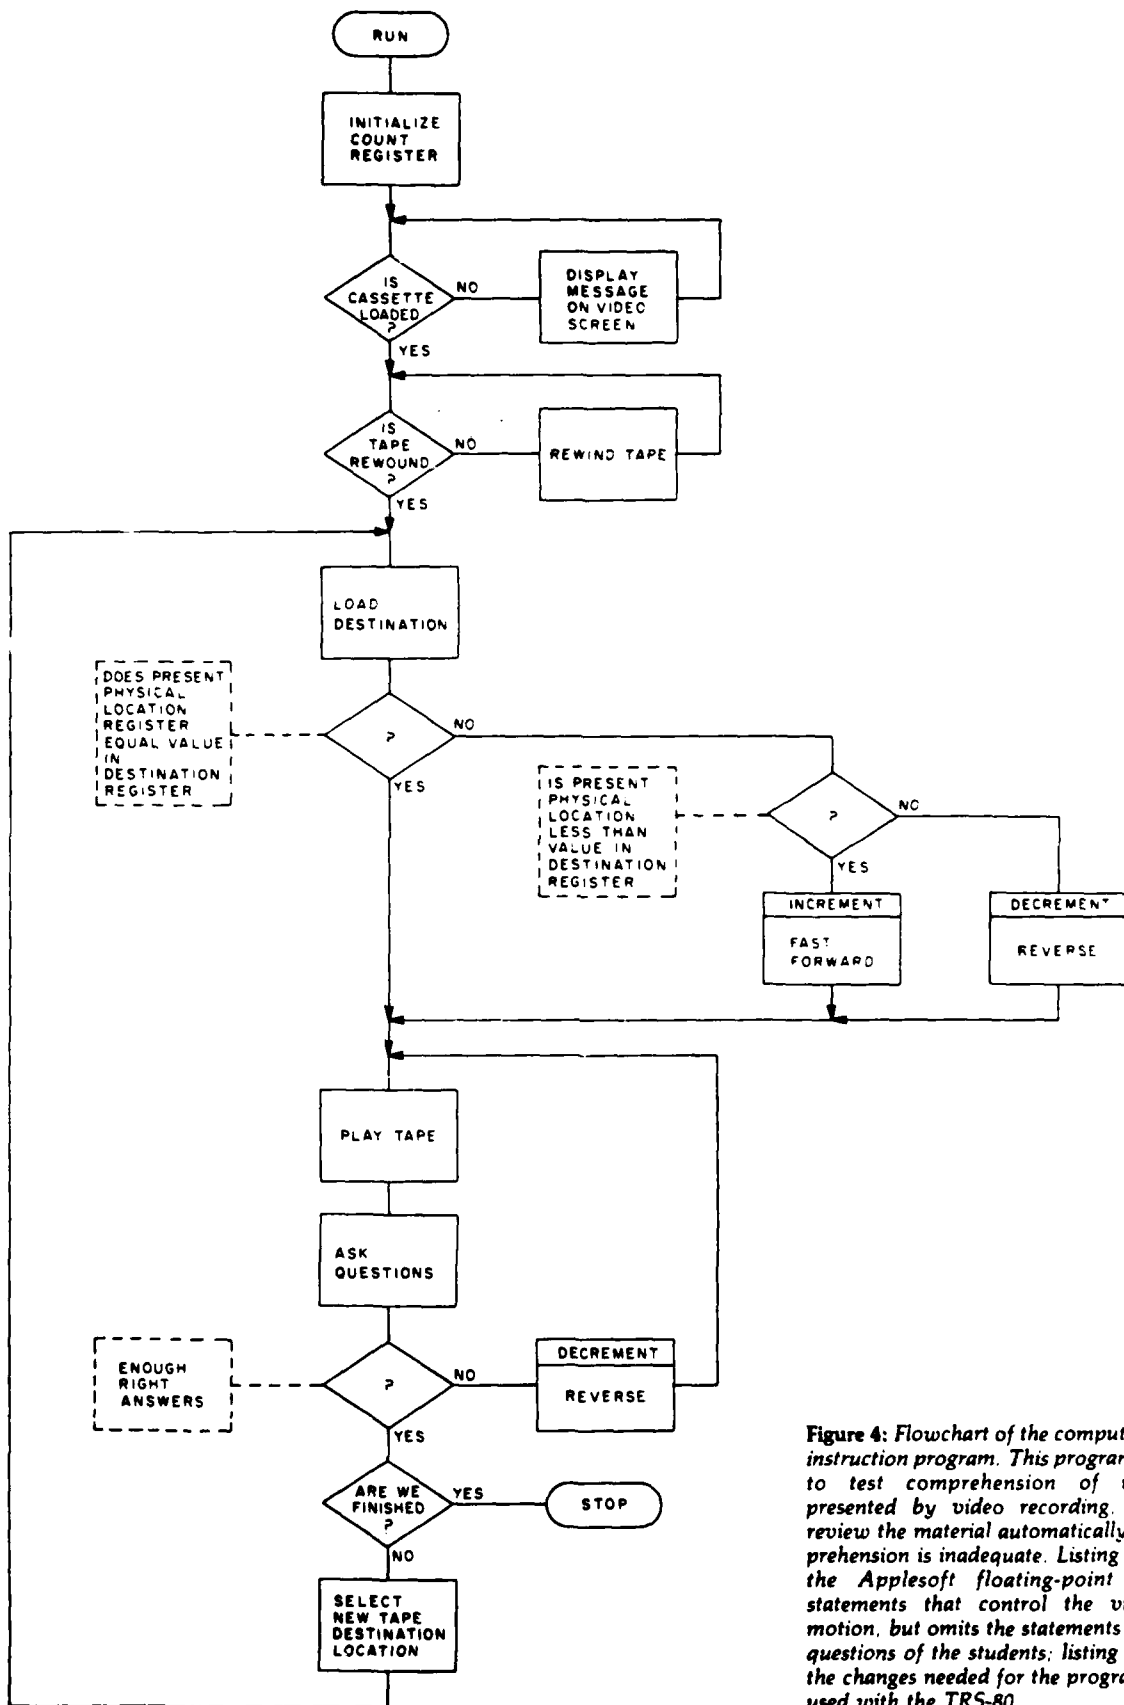 RUN
INITIALIZE
COUNT
REGISTER
IS
CASSETTE
LOADED
?
NO
DISPLAY
MESSAGE
ON VIDEO
SCREEN
YES
IS
TAPE
REWOUND
?
NO
REWIND TAPE
YES
LOAD
DESTINATION
DOES PRESENT
PHYSICAL
LOCATION
REGISTER
EQUAL VALUE
IN
DESTINATION
REGISTER
?
NO
YES
IS PRESENT
PHYSICAL
LOCATION
LESS THAN
VALUE IN
DESTINATION
REGISTER
?
NO
YES
INCREMENT
FAST
FORWARD
DECREMENT
REVERSE
PLAY TAPE
ASK
QUESTIONS
ENOUGH
RIGHT
ANSWERS
?
NO
DECREMENT
REVERSE
YES
ARE WE
FINISHED
?
YES
STOP
NO
SELECT
NEW TAPE
DESTINATION
LOCATION
Figure 4: Flowchart of the comput
instruction program. This program
to test comprehension of
presented by video recording.
review the material automatically
prehension is inadequate. Listing
the Applesoft floating-point
statements that control the
motion, but omits the statements
questions of the students; listing
the changes needed for the progra
used with the TRS-80